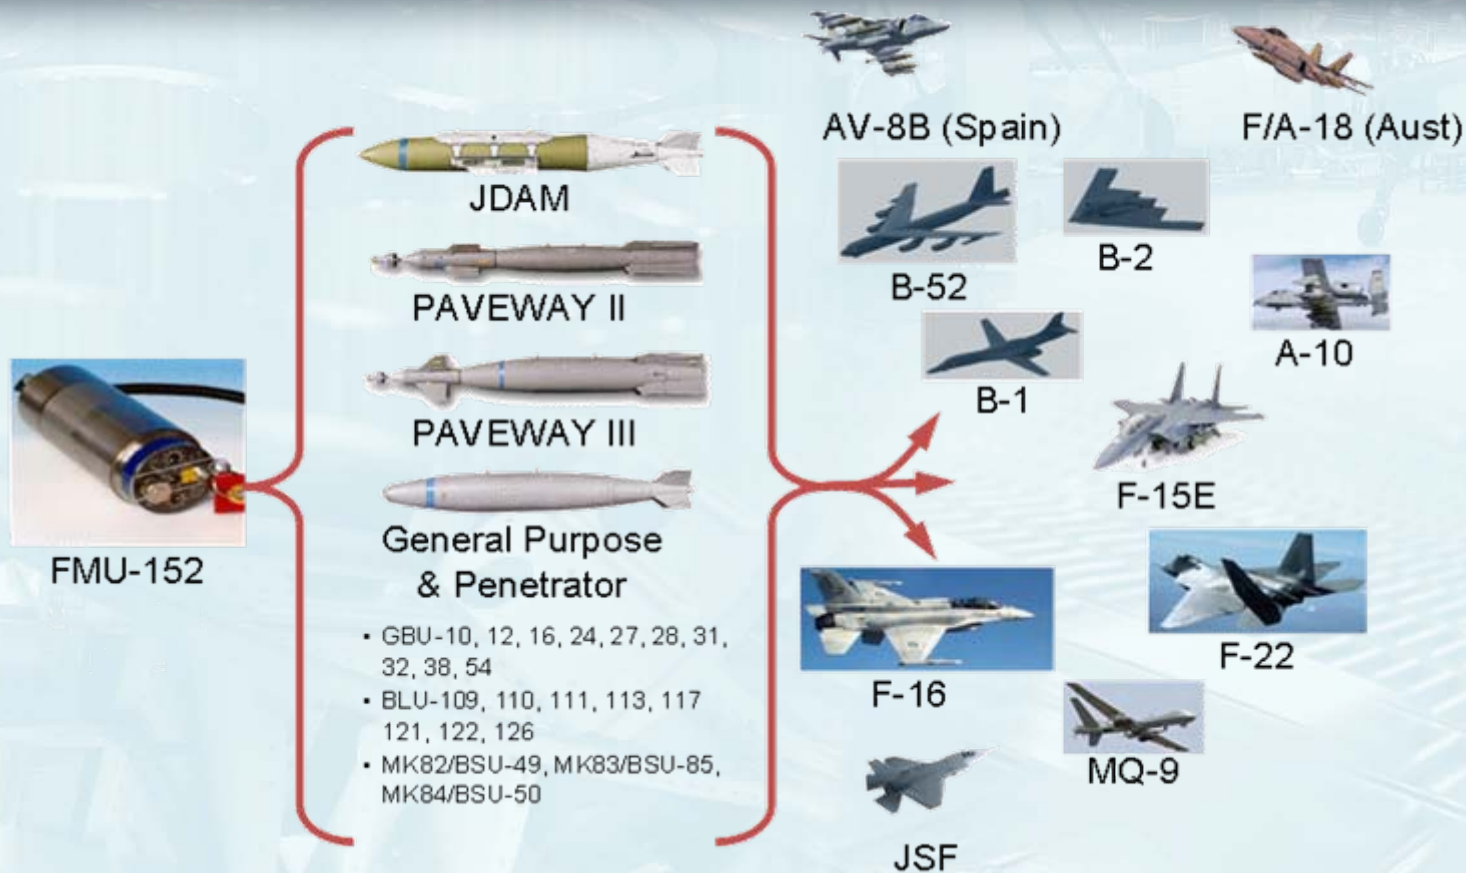 FMU-152
JDAM
PAVEWAY II
PAVEWAY III
General Purpose
& Penetrator
• GBU-10, 12, 16, 24, 27, 28, 31,
32, 38, 54
• BLU-109, 110, 111, 113, 117
121, 122, 126
• MK82/BSU-49, MK83/BSU-85,
MK84/BSU-50
AV-8B (Spain)
F/A-18 (Aust)
B-52
B-2
A-10
B-1
F-15E
F-22
F-16
MQ-9
JSF